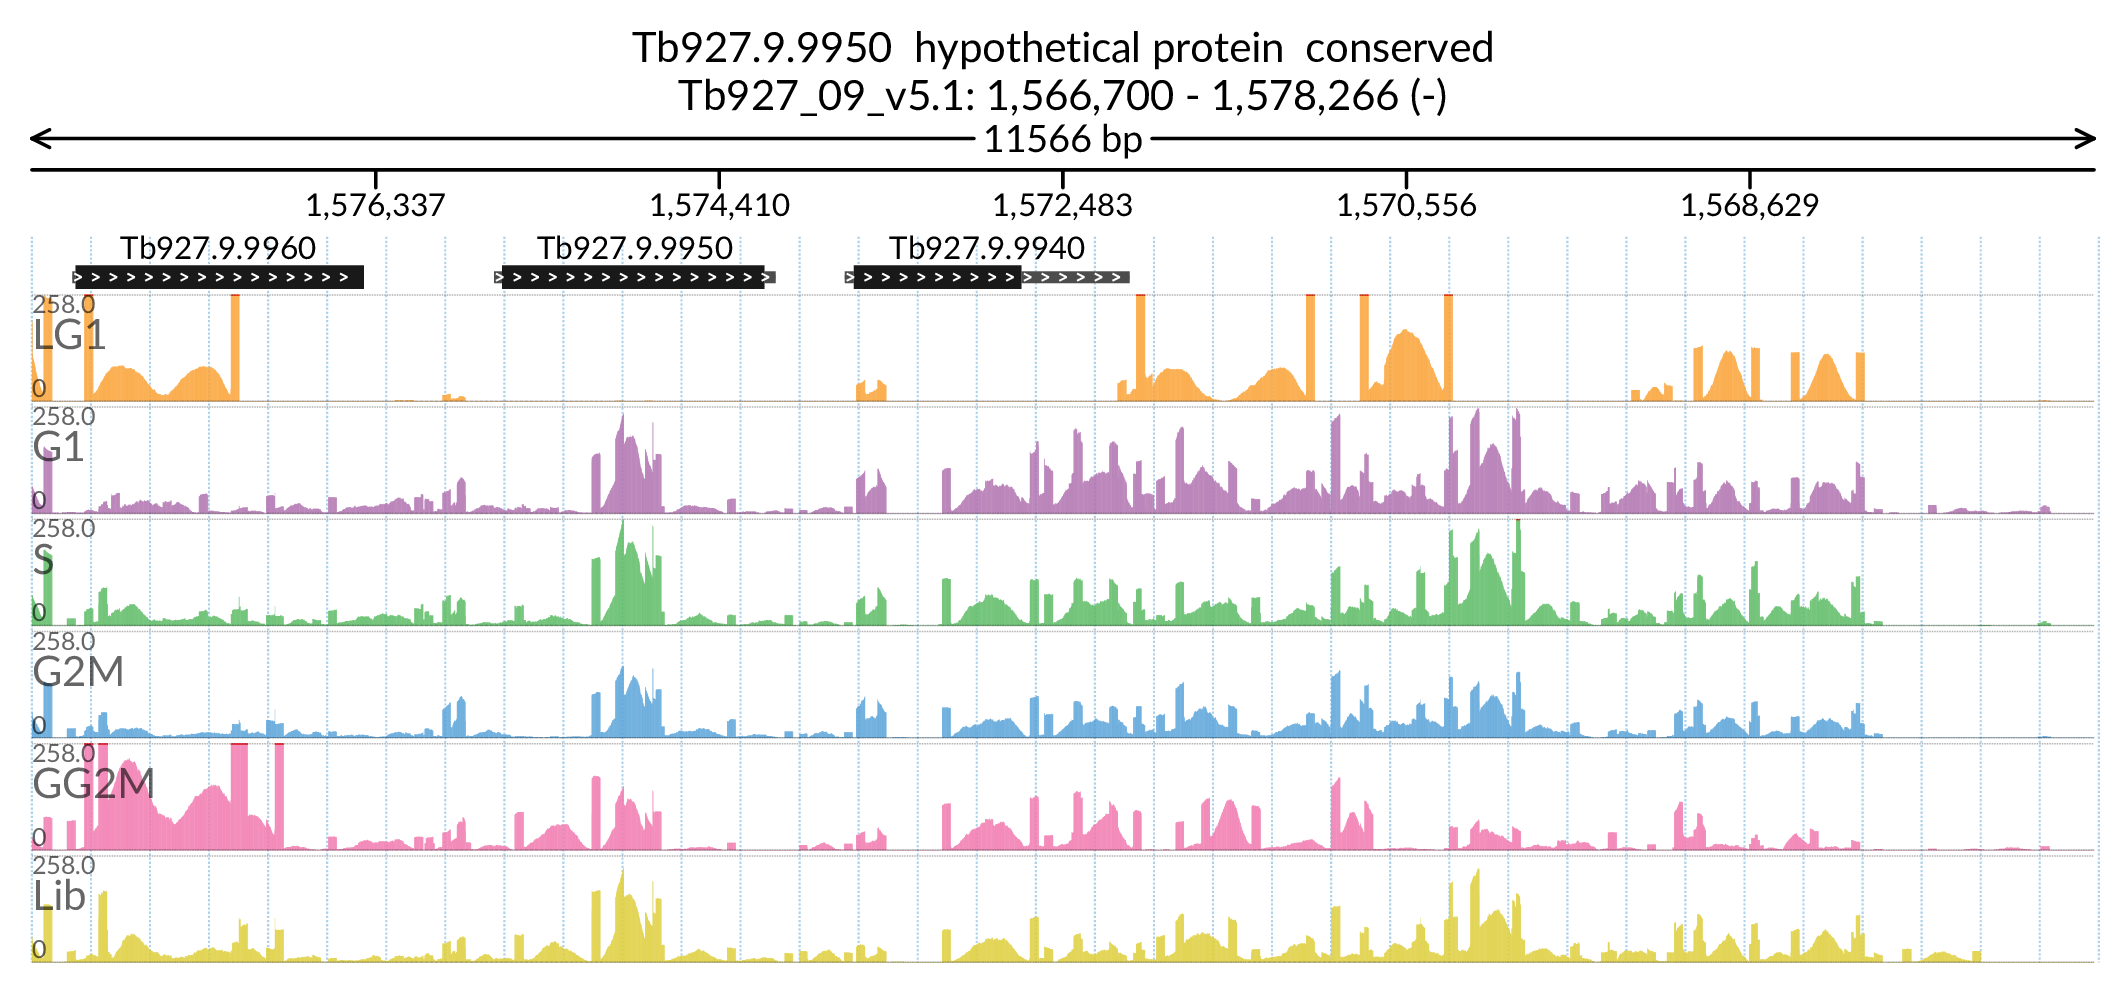 Tb927.9.9950  hypothetical protein  conserved
Tb927_09_v5.1: 1,566,700 - 1,578,266 (-)
11566 bp
1,576,337 1,574,410 1,572,483 1,570,556 1,568,629
Tb927.9.9960 Tb927.9.9950 Tb927.9.9940
258.0
LG1
0
258.0
G1
0
258.0
S
0
258.0
G2M
0
258.0
GG2M
0
258.0
Lib
0